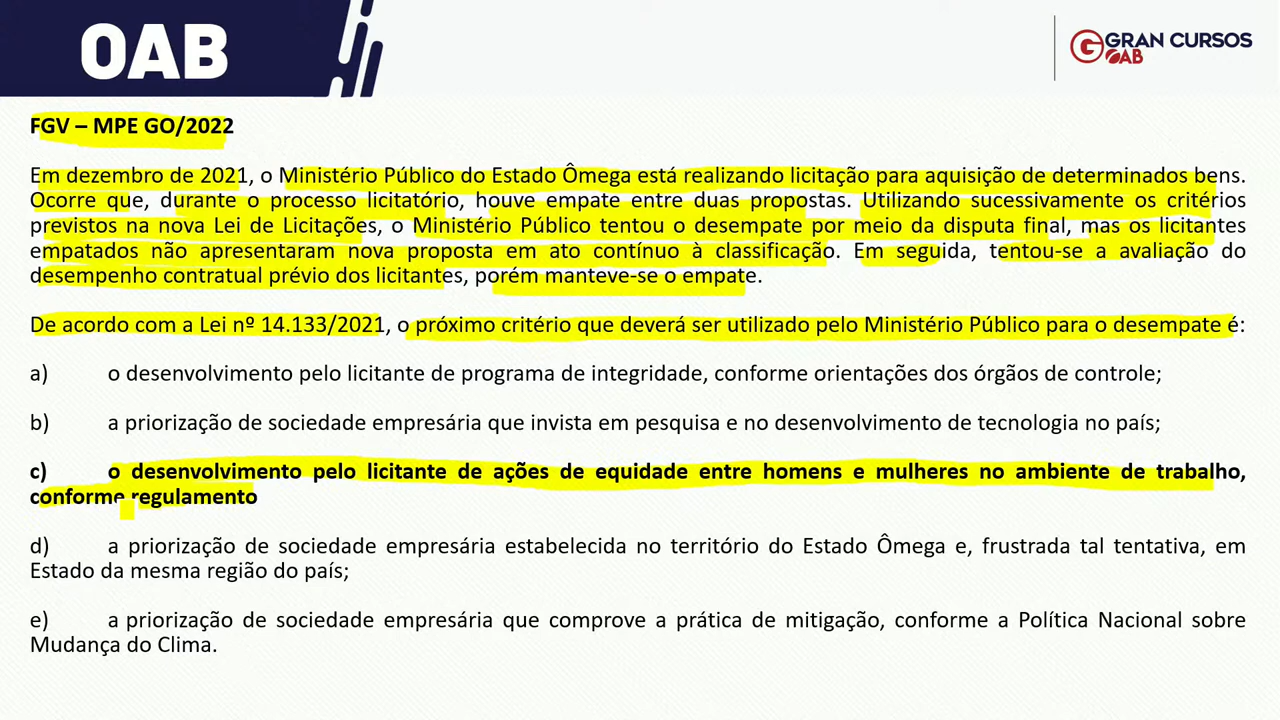 OAB
GRAN CURSOS
OAB
FGV – MPE GO/2022
Em dezembro de 2021, o Ministério Público do Estado Ômega está realizando licitação para aquisição de determinados bens.
Ocorre que, durante o processo licitatório, houve empate entre duas propostas. Utilizando sucessivamente os critérios
previstos na nova Lei de Licitações, o Ministério Público tentou o desempate por meio da disputa final, mas os licitantes
empatados não apresentaram nova proposta em ato contínuo à classificação. Em seguida, tentou-se a avaliação do
desempenho contratual prévio dos licitantes, porém manteve-se o empate.
De acordo com a Lei nº 14.133/2021, o próximo critério que deverá ser utilizado pelo Ministério Público para o desempate é:
a) o desenvolvimento pelo licitante de programa de integridade, conforme orientações dos órgãos de controle;
b) a priorização de sociedade empresária que invista em pesquisa e no desenvolvimento de tecnologia no país;
c) o desenvolvimento pelo licitante de ações de equidade entre homens e mulheres no ambiente de trabalho,
conforme regulamento
d) a priorização de sociedade empresária estabelecida no território do Estado Ômega e, frustrada tal tentativa, em
Estado da mesma região do país;
e) a priorização de sociedade empresária que comprove a prática de mitigação, conforme a Política Nacional sobre
Mudança do Clima.